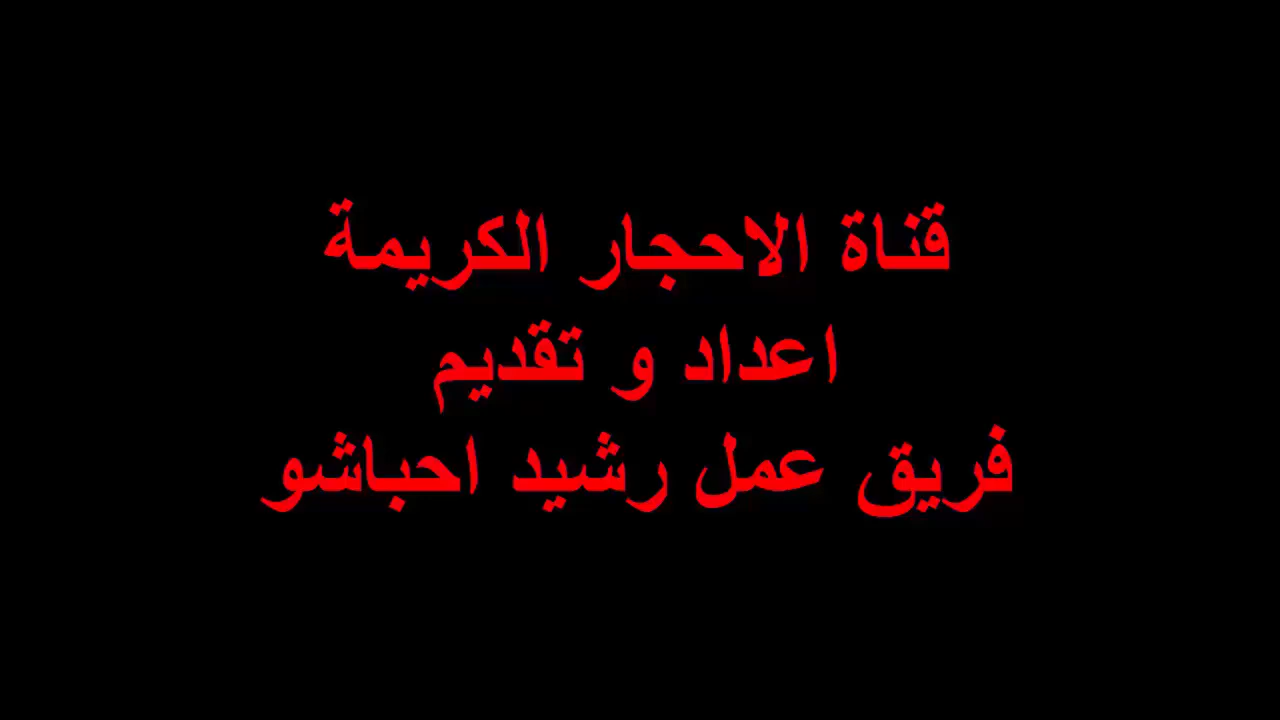 قناة الاحجار الكريمة
اعداد و تقديم
فريق عمل رشيد احباشو